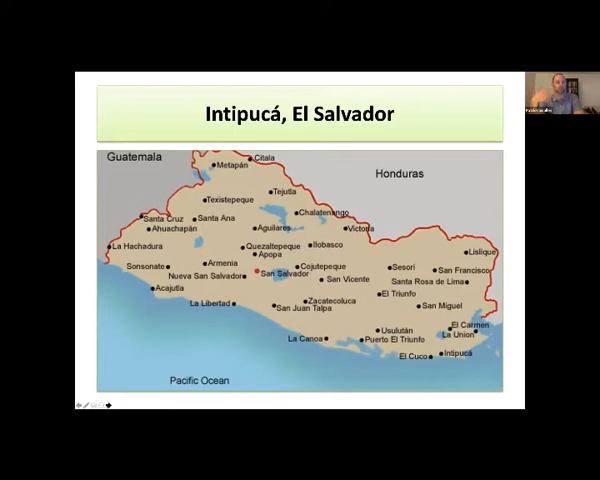 Intipucá, El Salvador
Guatemala
Citala
Metapán
Honduras
Tejutla
Texistepeque
Chalatenango
Santa Cruz
Santa Ana
Ahuachapán
Aguilares
Victoria
La Hachadura
Quezaltepeque
Ilobasco
Apopa
Lislique
Sonsonate
Armenia
Cojutepeque
Sesori
San Francisco
Nueva San Salvador
San Salvador
San Vicente
Santa Rosa de Lima
Acajutla
El Triunfo
La Libertad
Zacatecoluca
San Juan Talpa
San Miguel
El Carmen
Usulután
La Union
La Canoa
Puerto El Triunfo
El Cuco
Intipucá
Pacific Ocean